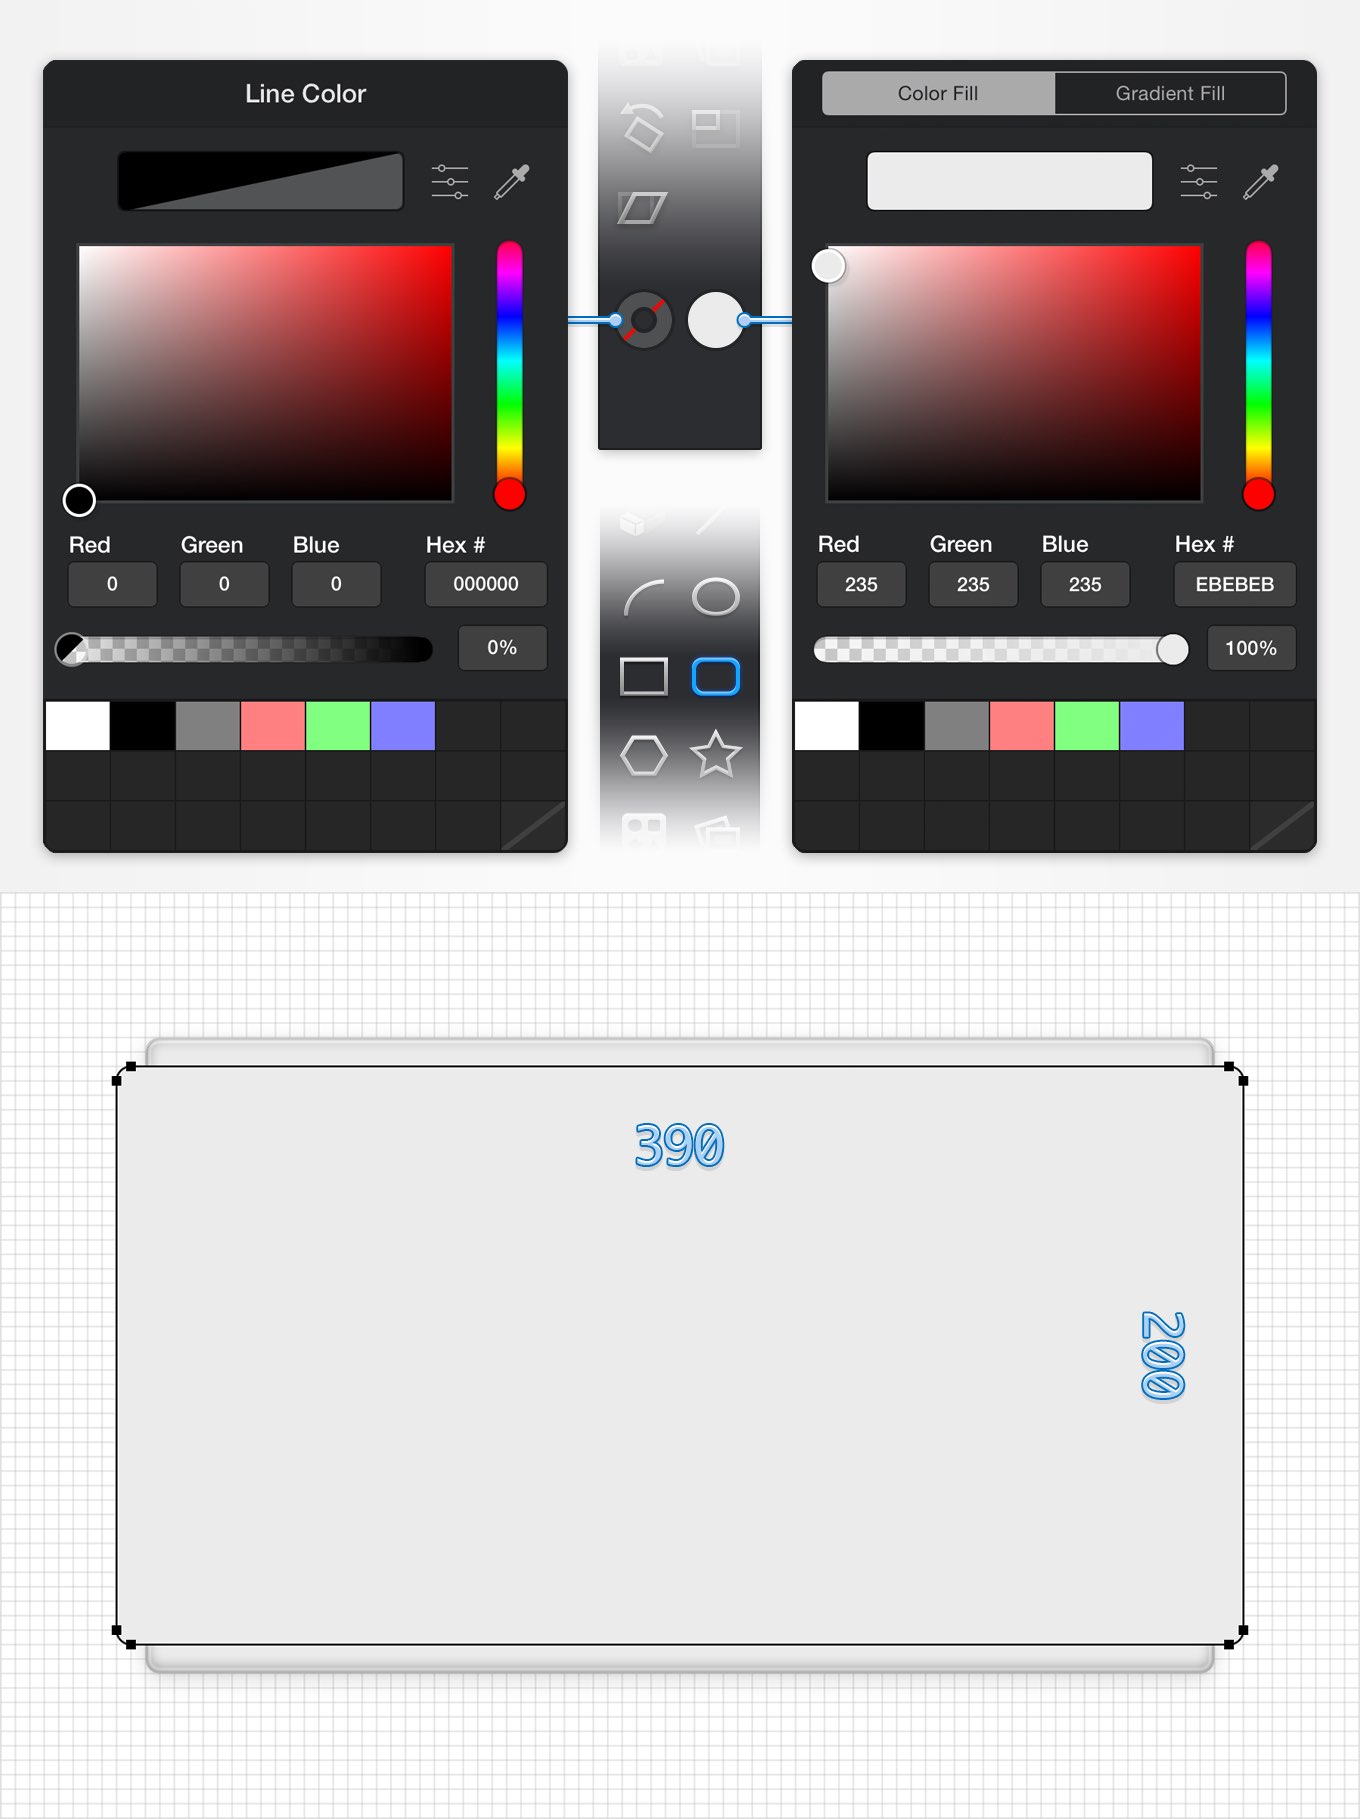 Line Color
Color Fill
Gradient Fill
Red
Green
Blue
Hex #
0
0
0
000000
0%
Red
Green
Blue
Hex #
235
235
235
EBEBEB
100%
390
200